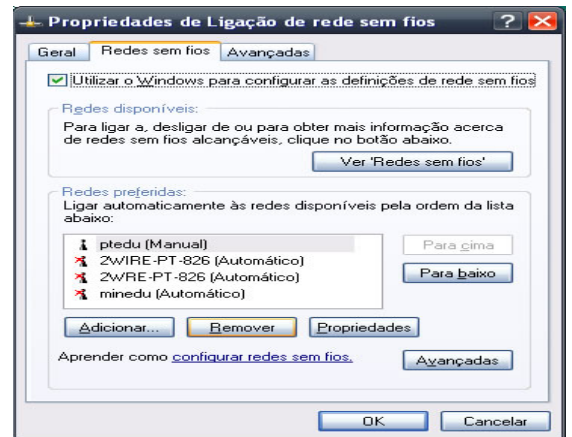 Propriedades de Ligação de rede sem fios
Geral Redes sem fios Avançadas
Utilizar o Windows para configurar as definições de rede sem fios
Redes disponíveis:
Para ligar a, desligar de ou para obter mais informação acerca
de redes sem fios alcançáveis, clique no botão abaixo.
Ver 'Redes sem fios'
Redes preferidas:
Ligar automaticamente às redes disponíveis pela ordem da lista
abaixo:
ptedu (Manual)
2WIRE-PT-826 (Automático)
2WRE-PT-826 (Automático)
minedu (Automático)
Para cima
Para baixo
Adicionar... Remover Propriedades
Aprender como configurar redes sem fios.
Avançadas
OK Cancelar